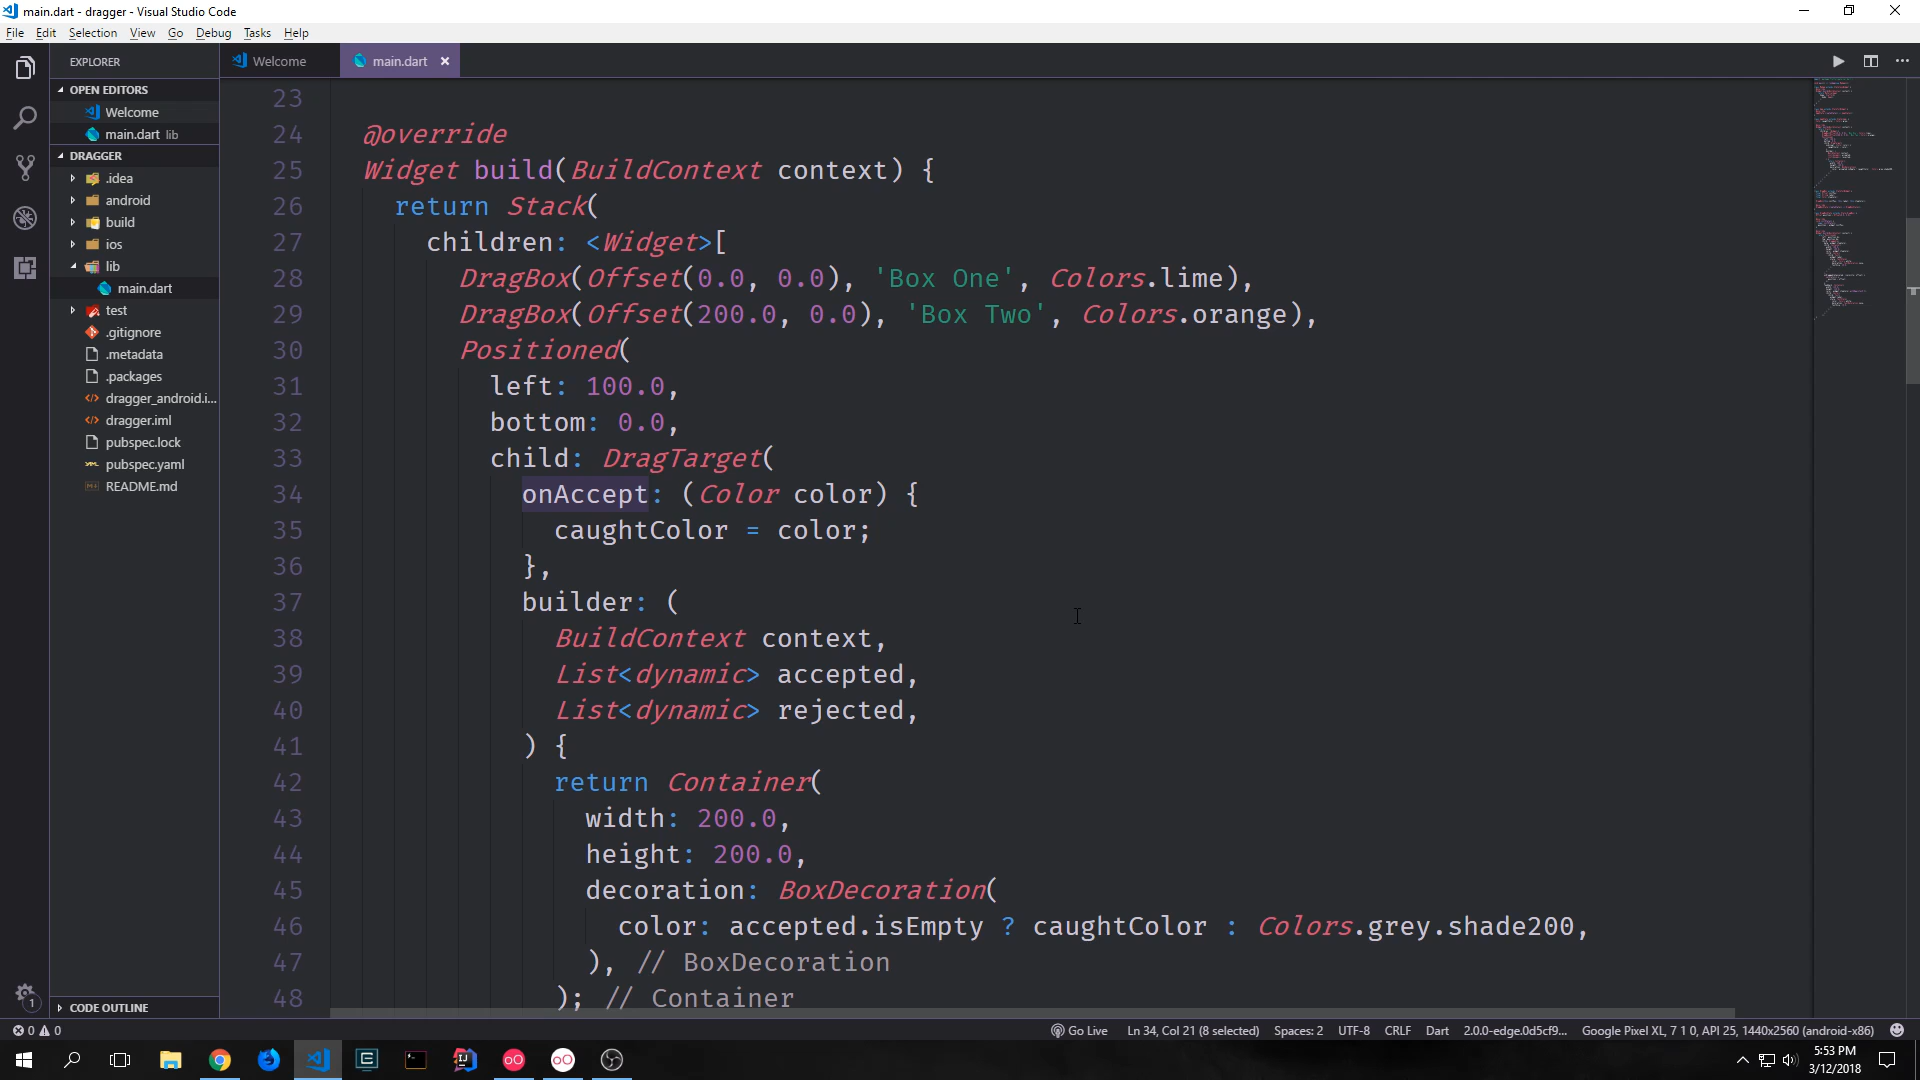 main.dart - dragger - Visual Studio Code
File Edit Selection View Go Debug Tasks Help
EXPLORER
OPEN EDITORS
Welcome
main.dart lib
DRAGGER
.idea
android
build
ios
lib
main.dart
test
.gitignore
.metadata
.packages
dragger_android.i...
dragger.iml
pubspec.lock
pubspec.yaml
README.md
CODE OUTLINE
Welcome main.dart
23
24 @override
25 Widget build(BuildContext context) {
26 return Stack(
27 children: <Widget>[
28 DragBox(Offset(0.0, 0.0), 'Box One', Colors.lime),
29 DragBox(Offset(200.0, 0.0), 'Box Two', Colors.orange),
30 Positioned(
31 left: 100.0,
32 bottom: 0.0,
33 child: DragTarget(
34 onAccept: (Color color) {
35 caughtColor = color;
36 },
37 builder: (
38 BuildContext context,
39 List<dynamic> accepted,
40 List<dynamic> rejected,
41 ) {
42 return Container(
43 width: 200.0,
44 height: 200.0,
45 decoration: BoxDecoration(
46 color: accepted.isEmpty ? caughtColor : Colors.grey.shade200,
47 ), // BoxDecoration
48 ); // Container
1
0 0 Go Live Ln 34, Col 21 (8 selected) Spaces: 2 UTF-8 CRLF Dart 2.0.0-edge.0d5cf9... Google Pixel XL, 7 1 0, API 25, 1440x2560 (android-x86)
5:53 PM
3/12/2018